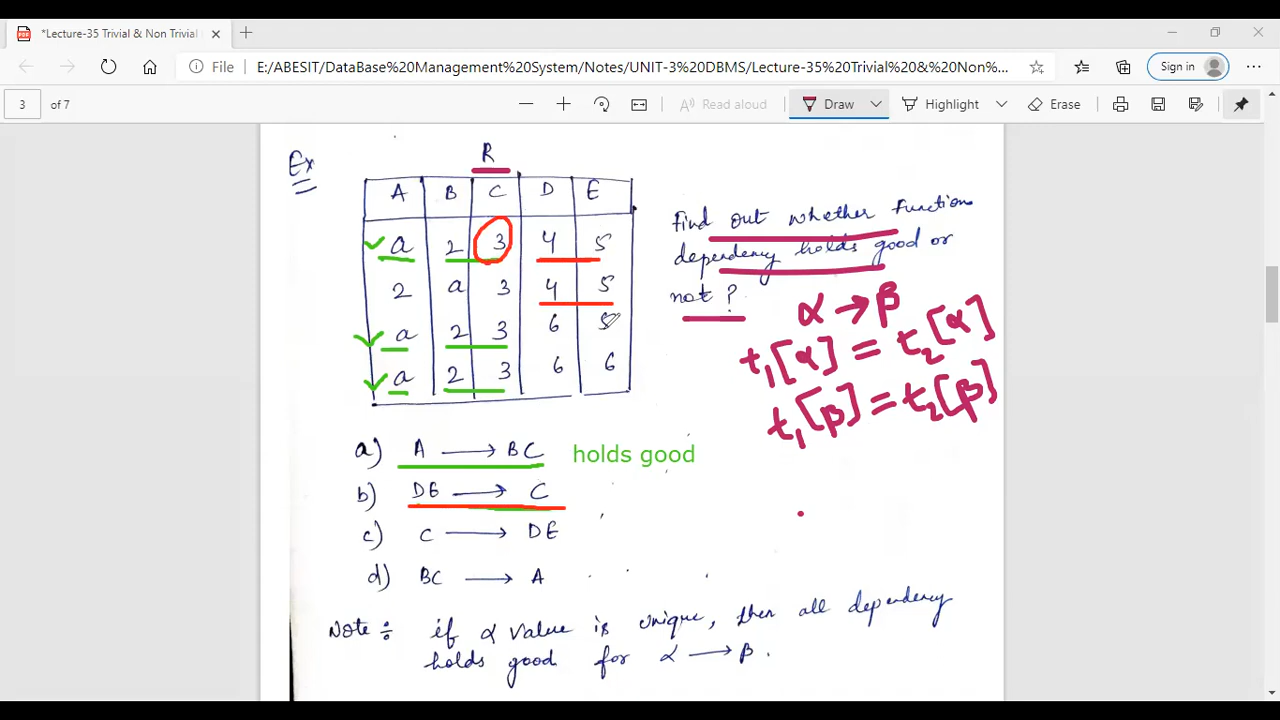 *Lecture-35 Trivial & Non Trivial
File E:/ABESIT/DataBase%20Management%20System/Notes/UNIT-3%20DBMS/Lecture-35%20Trivial%20&%20Non%... Sign in
3 of 7 Read aloud Draw Highlight Erase
Ex
R
A B C D E
a 2 3 4 5
2 a 3 4 5
a 2 3 6 5
a 2 3 6 6
Find out whether function
dependency holds good or
not ?
α → β
t1[α] = t2[α]
t1[β] = t2[β]
a) A → BC holds good
b) DE → C
c) C → DE
d) BC → A
Note : if α value is unique, then all dependency
holds good for α → β .